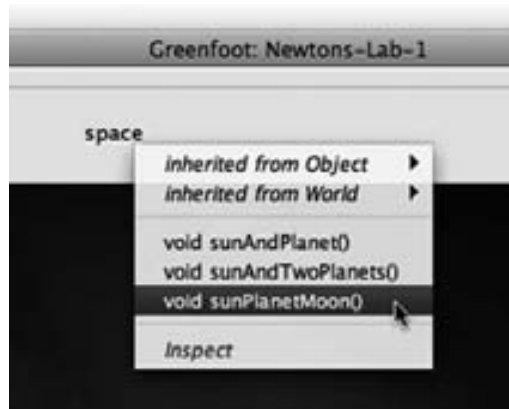 Greenfoot: Newtons-Lab-1
space
inherited from Object
inherited from World
void sunAndPlanet()
void sunAndTwoPlanets()
void sunPlanetMoon()
Inspect